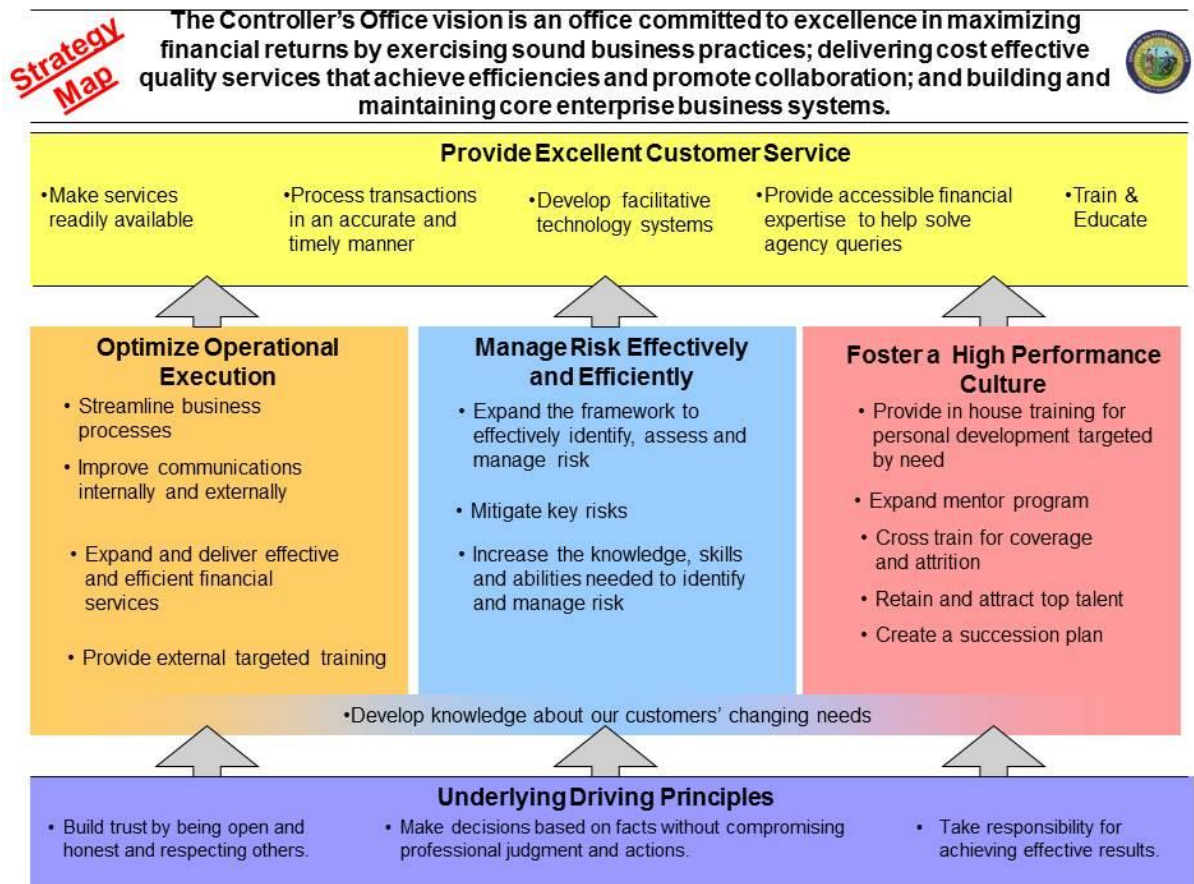 Strategy
Map
The Controller's Office vision is an office committed to excellence in maximizing
financial returns by exercising sound business practices; delivering cost effective
quality services that achieve efficiencies and promote collaboration; and building and
maintaining core enterprise business systems.
Provide Excellent Customer Service
•Make services
readily available
•Process transactions
in an accurate and
timely manner
•Develop facilitative
technology systems
•Provide accessible financial
expertise to help solve
agency queries
•Train &
Educate
Optimize Operational
Execution
• Streamline business
processes
• Improve communications
internally and externally
• Expand and deliver effective
and efficient financial
services
• Provide external targeted training
Manage Risk Effectively
and Efficiently
• Expand the framework to
effectively identify, assess and
manage risk
• Mitigate key risks
• Increase the knowledge, skills
and abilities needed to identify
and manage risk
Foster a High Performance
Culture
• Provide in house training for
personal development targeted
by need
• Expand mentor program
• Cross train for coverage
and attrition
• Retain and attract top talent
• Create a succession plan
•Develop knowledge about our customers' changing needs
Underlying Driving Principles
• Build trust by being open and
honest and respecting others.
• Make decisions based on facts without compromising
professional judgment and actions.
• Take responsibility for
achieving effective results.